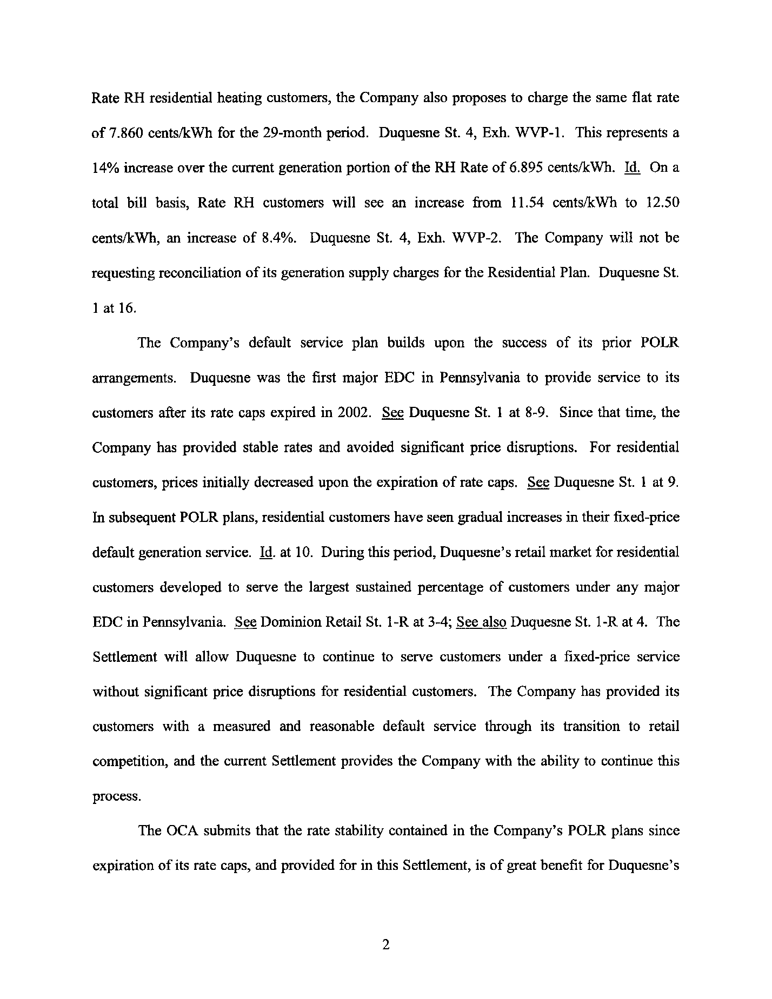 Rate RH residential heating customers, the Company also proposes to charge the same flat rate
of 7.860 cents/kWh for the 29-month period. Duquesne St. 4, Exh. WVP-1. This represents a
14% increase over the current generation portion of the RH Rate of 6.895 cents/kWh. Id. On a
total bill basis, Rate RH customers will see an increase from 11.54 cents/kWh to 12.50
cents/kWh, an increase of 8.4%. Duquesne St. 4, Exh. WVP-2. The Company will not be
requesting reconciliation of its generation supply charges for the Residential Plan. Duquesne St.
1 at 16.
The Company's default service plan builds upon the success of its prior POLR
arrangements. Duquesne was the first major EDC in Pennsylvania to provide service to its
customers after its rate caps expired in 2002. See Duquesne St. 1 at 8-9. Since that time, the
Company has provided stable rates and avoided significant price disruptions. For residential
customers, prices initially decreased upon the expiration of rate caps. See Duquesne St. 1 at 9.
In subsequent POLR plans, residential customers have seen gradual increases in their fixed-price
default generation service. Id. at 10. During this period, Duquesne's retail market for residential
customers developed to serve the largest sustained percentage of customers under any major
EDC in Pennsylvania. See Dominion Retail St. 1-R at 3-4; See also Duquesne St. 1-R at 4. The
Settlement will allow Duquesne to continue to serve customers under a fixed-price service
without significant price disruptions for residential customers. The Company has provided its
customers with a measured and reasonable default service through its transition to retail
competition, and the current Settlement provides the Company with the ability to continue this
process.
The OCA submits that the rate stability contained in the Company's POLR plans since
expiration of its rate caps, and provided for in this Settlement, is of great benefit for Duquesne's
2